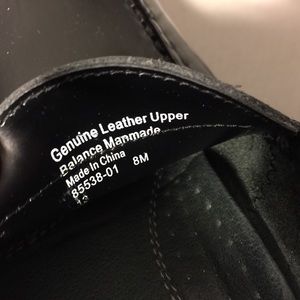 Genuine Leather Upper
Balance Manmade
Made In China
85538-01 8M